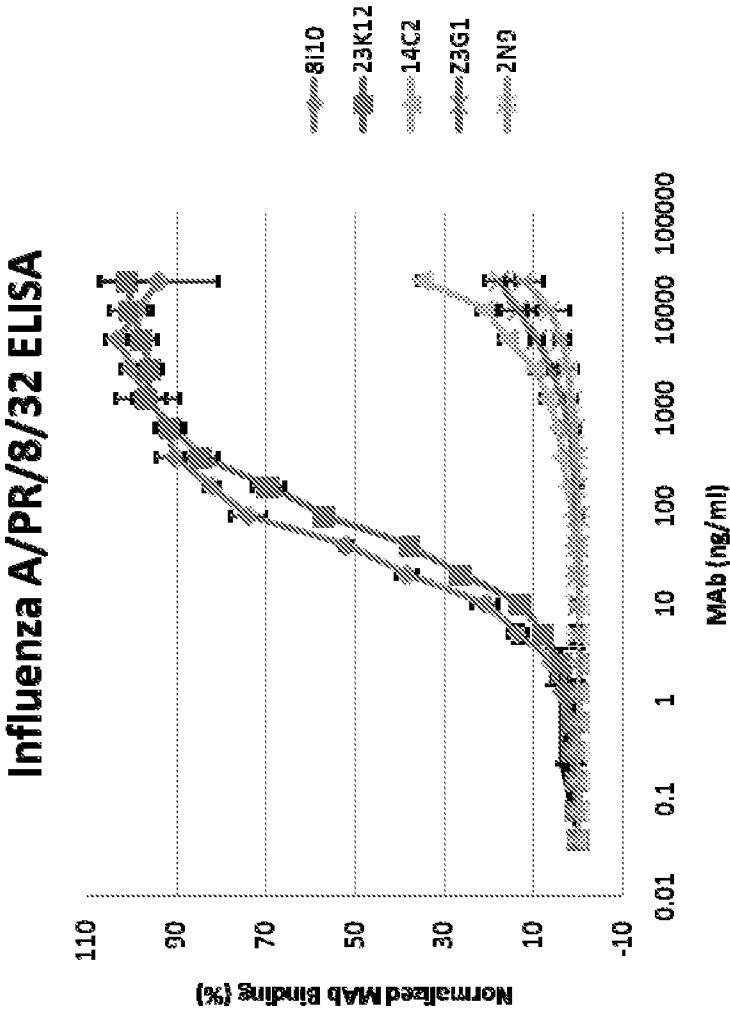 Influenza A/PR/8/32 ELISA
110
90
70
50
30
10
-10
Normalized MAb Binding (%)
0.01
0.1
1
10
100
1000
10000
100000
MAb (ng/ml)
8i10
23K12
14C2
Z3G1
2N9